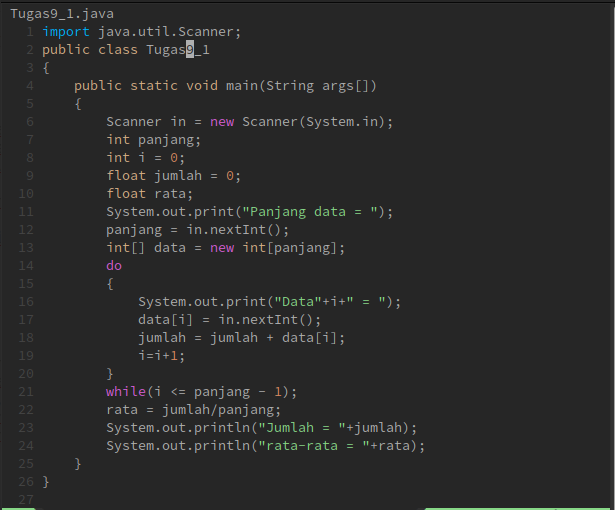 Tugas9_1.java
1 import java.util.Scanner;
2 public class Tugas9_1
3 {
4     public static void main(String args[])
5     {
6         Scanner in = new Scanner(System.in);
7         int panjang;
8         int i = 0;
9         float jumlah = 0;
10         float rata;
11         System.out.print("Panjang data = ");
12         panjang = in.nextInt();
13         int[] data = new int[panjang];
14         do
15         {
16             System.out.print("Data"+i+" = ");
17             data[i] = in.nextInt();
18             jumlah = jumlah + data[i];
19             i=i+1;
20         }
21         while(i <= panjang - 1);
22         rata = jumlah/panjang;
23         System.out.println("Jumlah = "+jumlah);
24         System.out.println("rata-rata = "+rata);
25     }
26 }
27